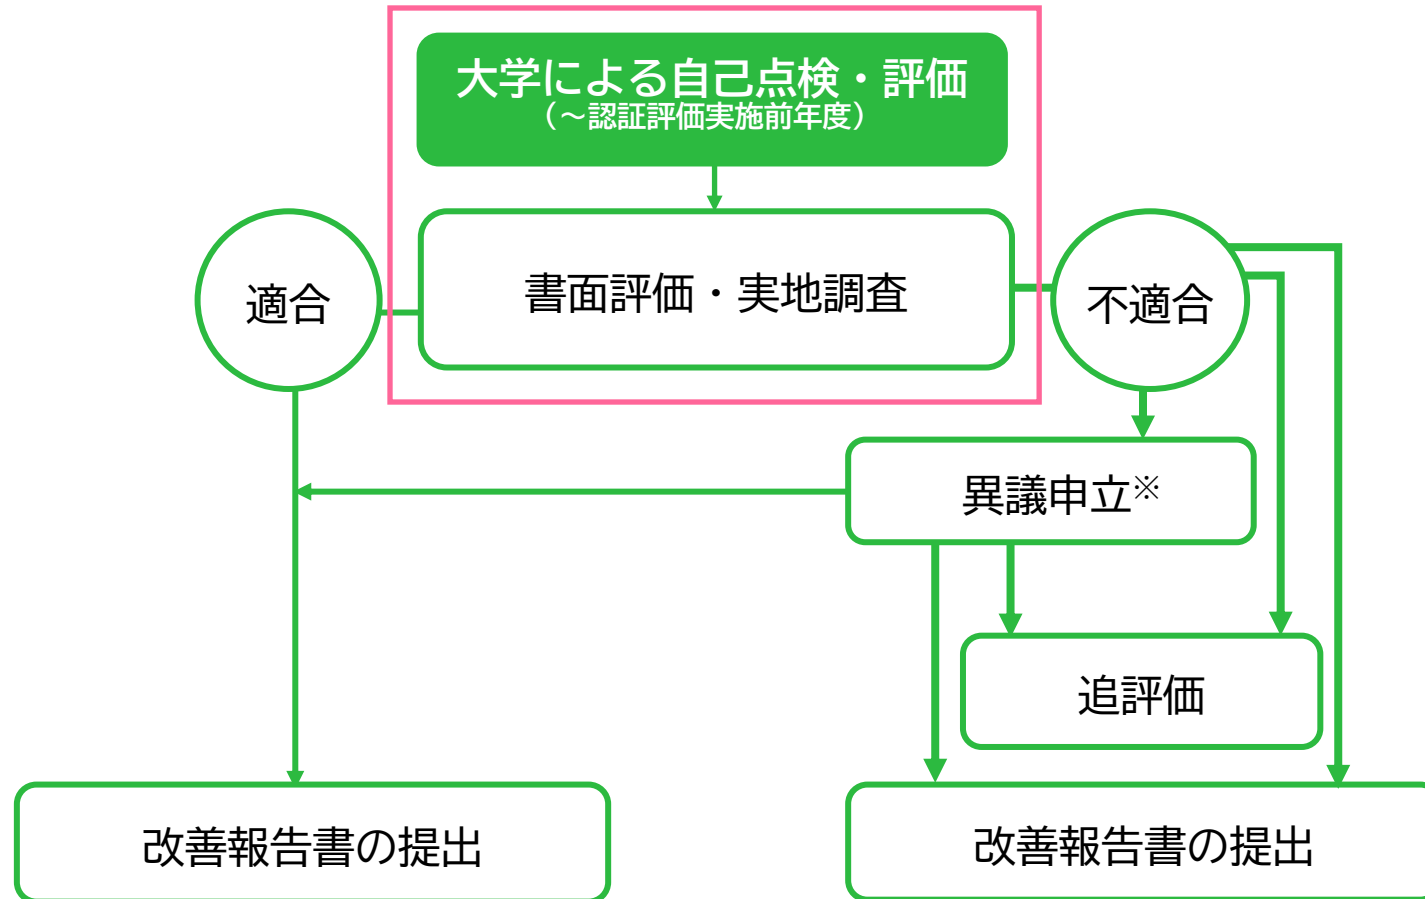 大学による自己点検・評価
（～認証評価実施前年度）
書面評価・実地調査
適合
不適合
異議申立※
追評価
改善報告書の提出
改善報告書の提出